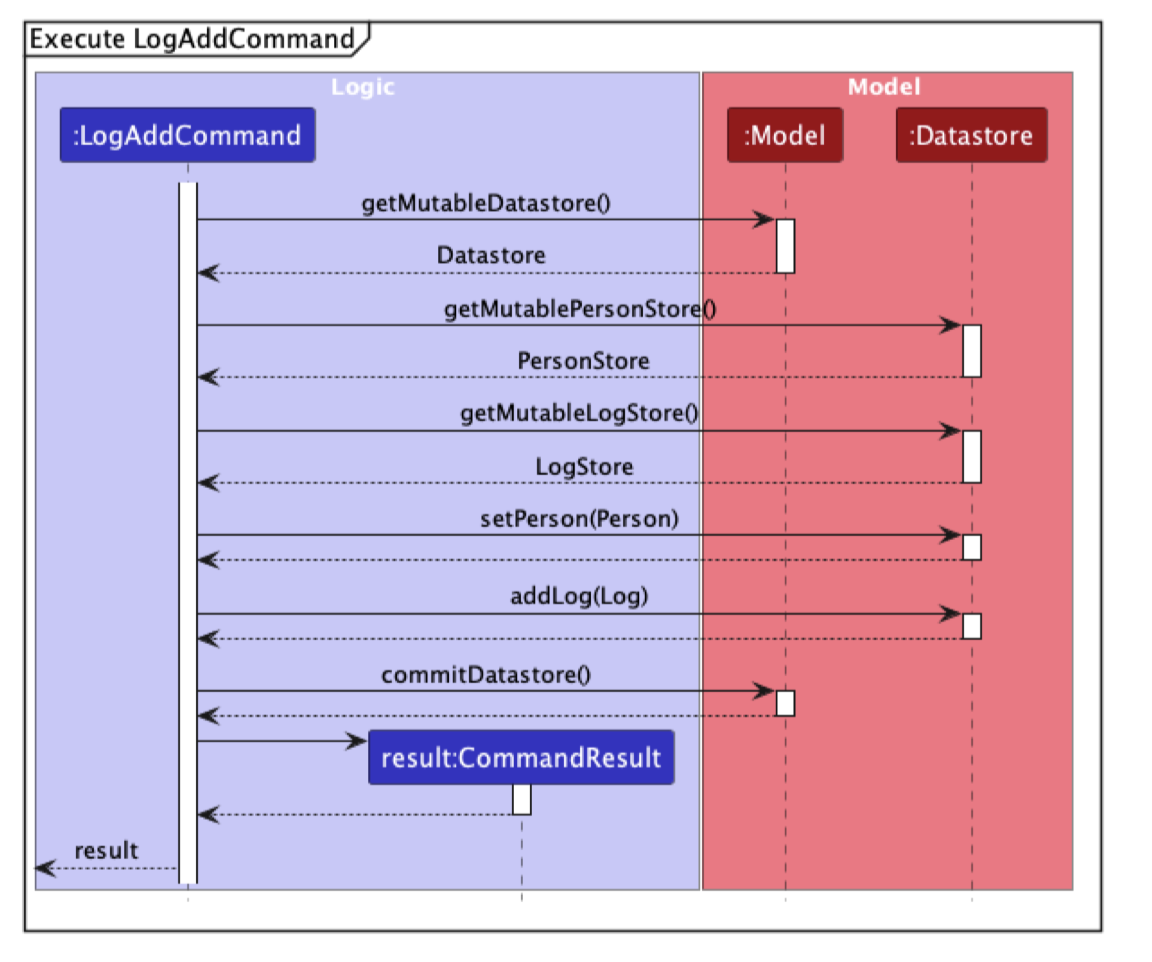 Execute LogAddCommand
Logic
Model
:LogAddCommand
:Model
:Datastore
getMutableDatastore()
Datastore
getMutablePersonStore()
PersonStore
getMutableLogStore()
LogStore
setPerson(Person)
addLog(Log)
commitDatastore()
result:CommandResult
result